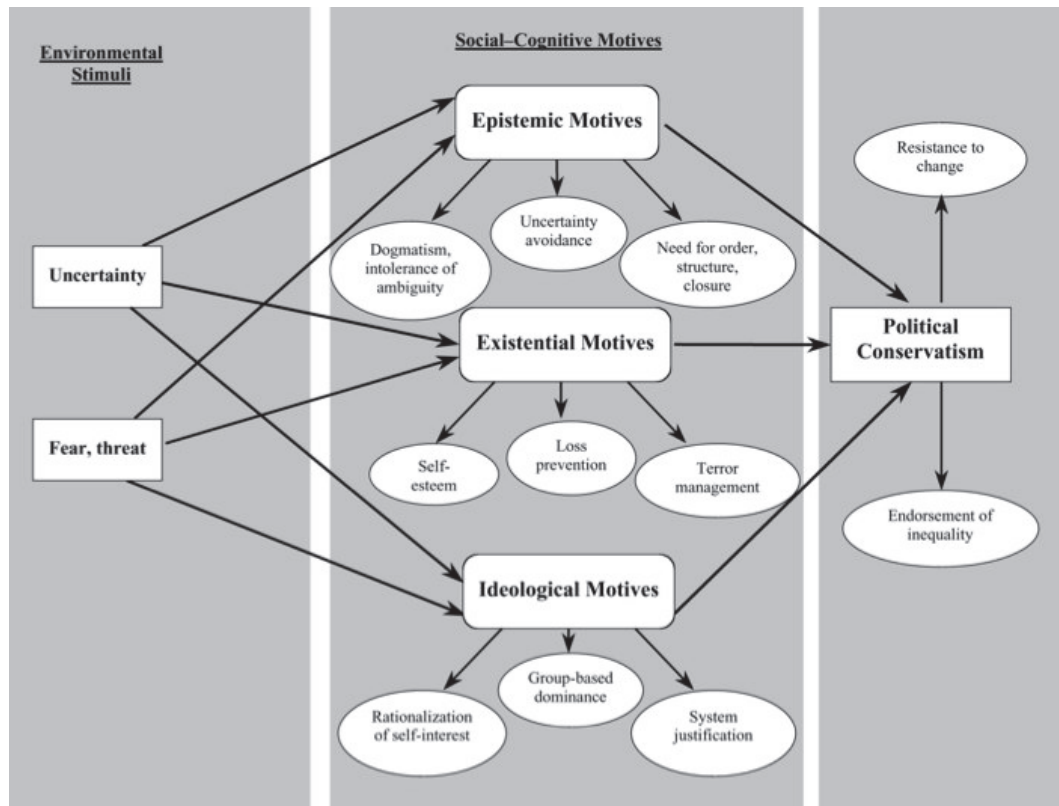 Environmental
Stimuli
Social–Cognitive Motives
Epistemic Motives
Dogmatism,
intolerance of
ambiguity
Uncertainty
avoidance
Need for order,
structure,
closure
Uncertainty
Existential Motives
Fear, threat
Self-
esteem
Loss
prevention
Terror
management
Ideological Motives
Rationalization
of self-interest
Group-based
dominance
System
justification
Resistance to
change
Political
Conservatism
Endorsement of
inequality